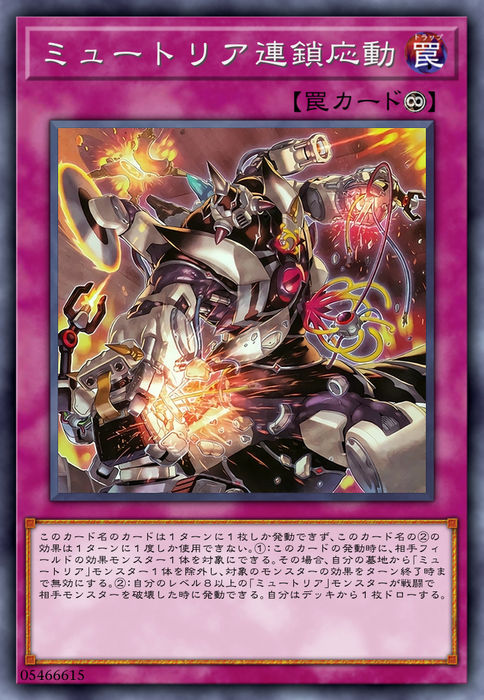 ミュートリア連鎖応動
罠
トラップ
【罠カード】
このカード名のカードは１ターンに１枚しか発動できず、このカード名の②の
効果は１ターンに１度しか使用できない。①：このカードの発動時に、相手フィ
ールドの効果モンスター１体を対象にできる。その場合、自分の墓地から「ミュ
ートリア」モンスター１体を除外し、対象のモンスターの効果をターン終了時ま
で無効にする。②：自分のレベル８以上の「ミュートリア」モンスターが戦闘で
相手モンスターを破壊した時に発動できる。自分はデッキから１枚ドローする。
05466615